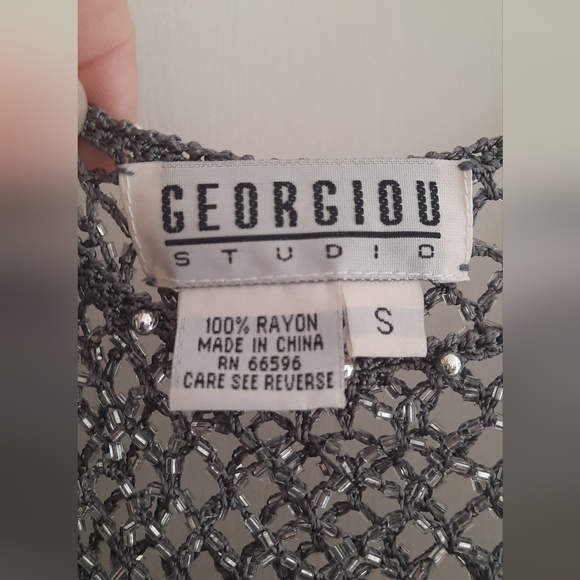 GEORGIOU
STUDIO
S
100% RAYON
MADE IN CHINA
RN 66596
CARE SEE REVERSE